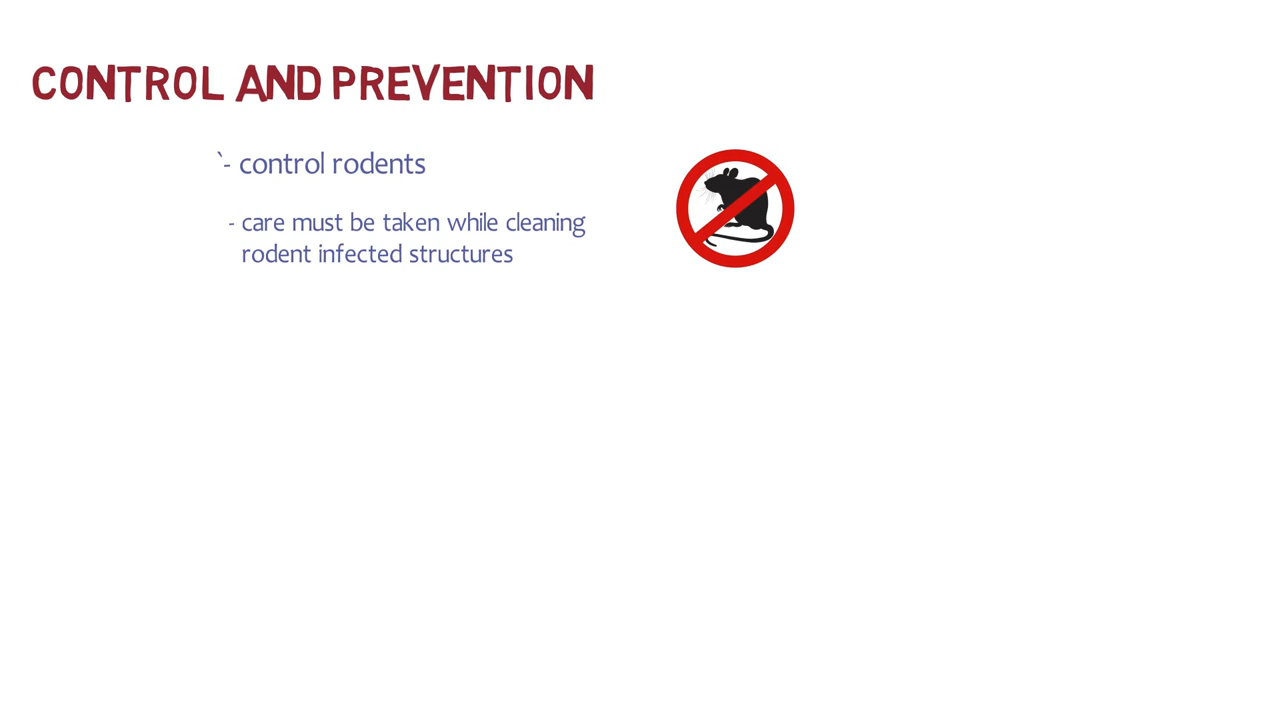 CONTROL AND PREVENTION
`- control rodents
- care must be taken while cleaning
rodent infected structures